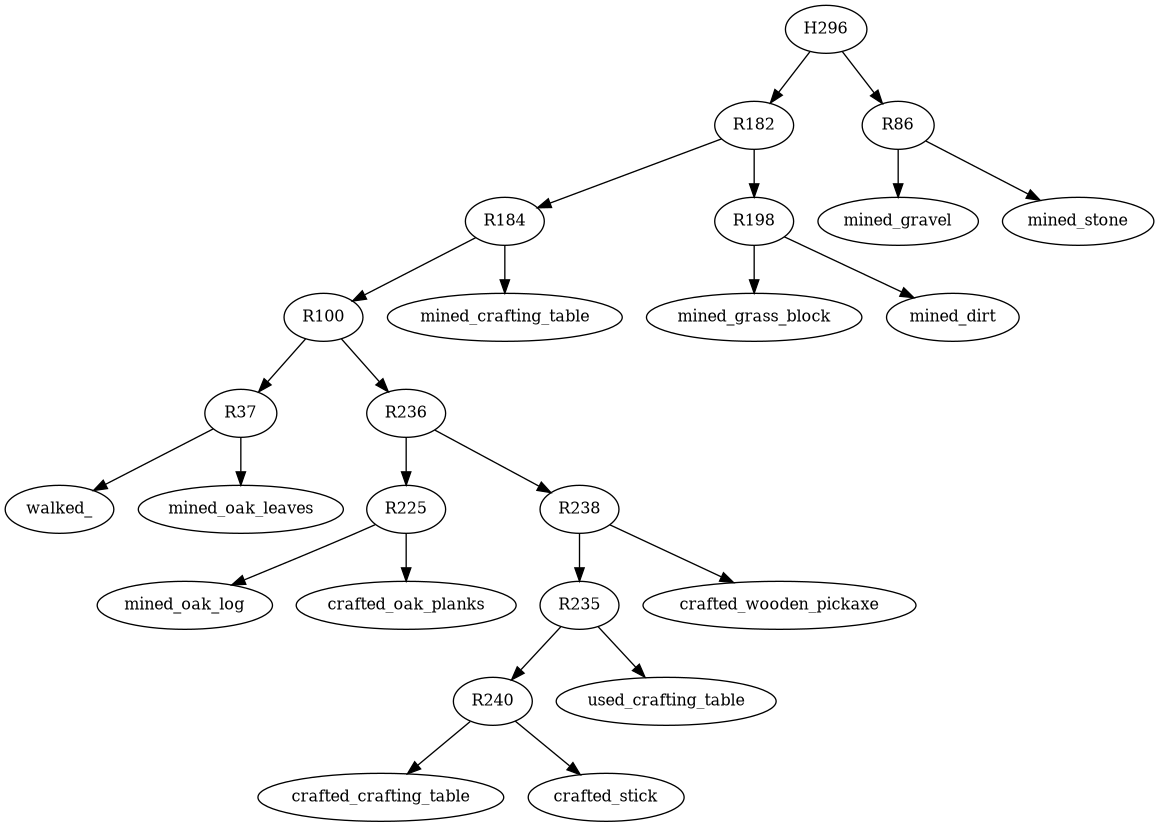 H296
R182
R86
R184
R198
mined_gravel
mined_stone
R100
mined_crafting_table
mined_grass_block
mined_dirt
R37
R236
walked_
mined_oak_leaves
R225
R238
mined_oak_log
crafted_oak_planks
R235
crafted_wooden_pickaxe
R240
used_crafting_table
crafted_crafting_table
crafted_stick